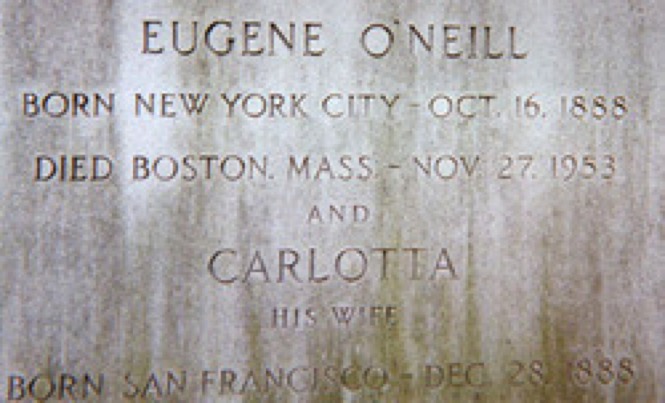 EUGENE O'NEILL
BORN NEW YORK CITY - OCT. 16. 1888
DIED BOSTON. MASS. - NOV. 27. 1953
AND
CARLOTTA
HIS WIFE
BORN SAN FRANCISCO - DEC. 28. 1888